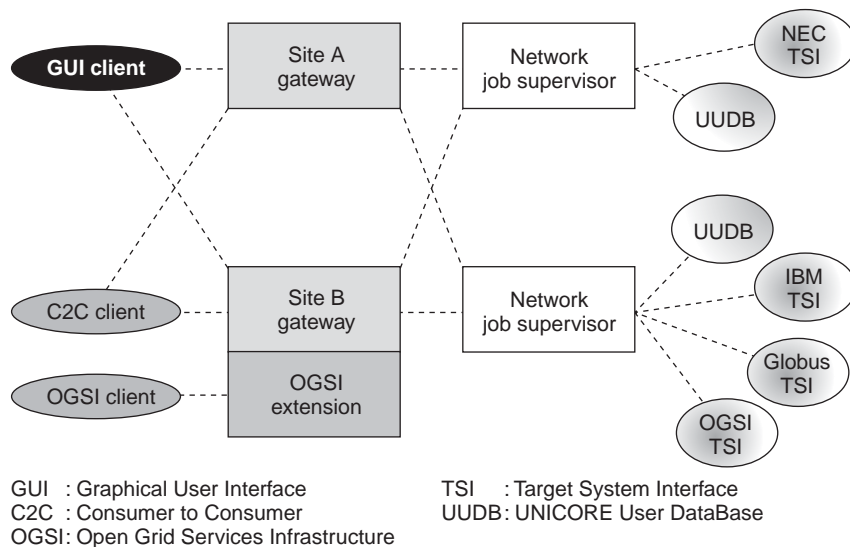 GUI client
Site A
gateway
Network
job supervisor
NEC
TSI
UUDB
C2C client
Site B
gateway
Network
job supervisor
UUDB
IBM
TSI
Globus
TSI
OGSI client
OGSI
extension
OGSI
TSI
GUI : Graphical User Interface
C2C : Consumer to Consumer
OGSI: Open Grid Services Infrastructure
TSI : Target System Interface
UUDB: UNICORE User DataBase